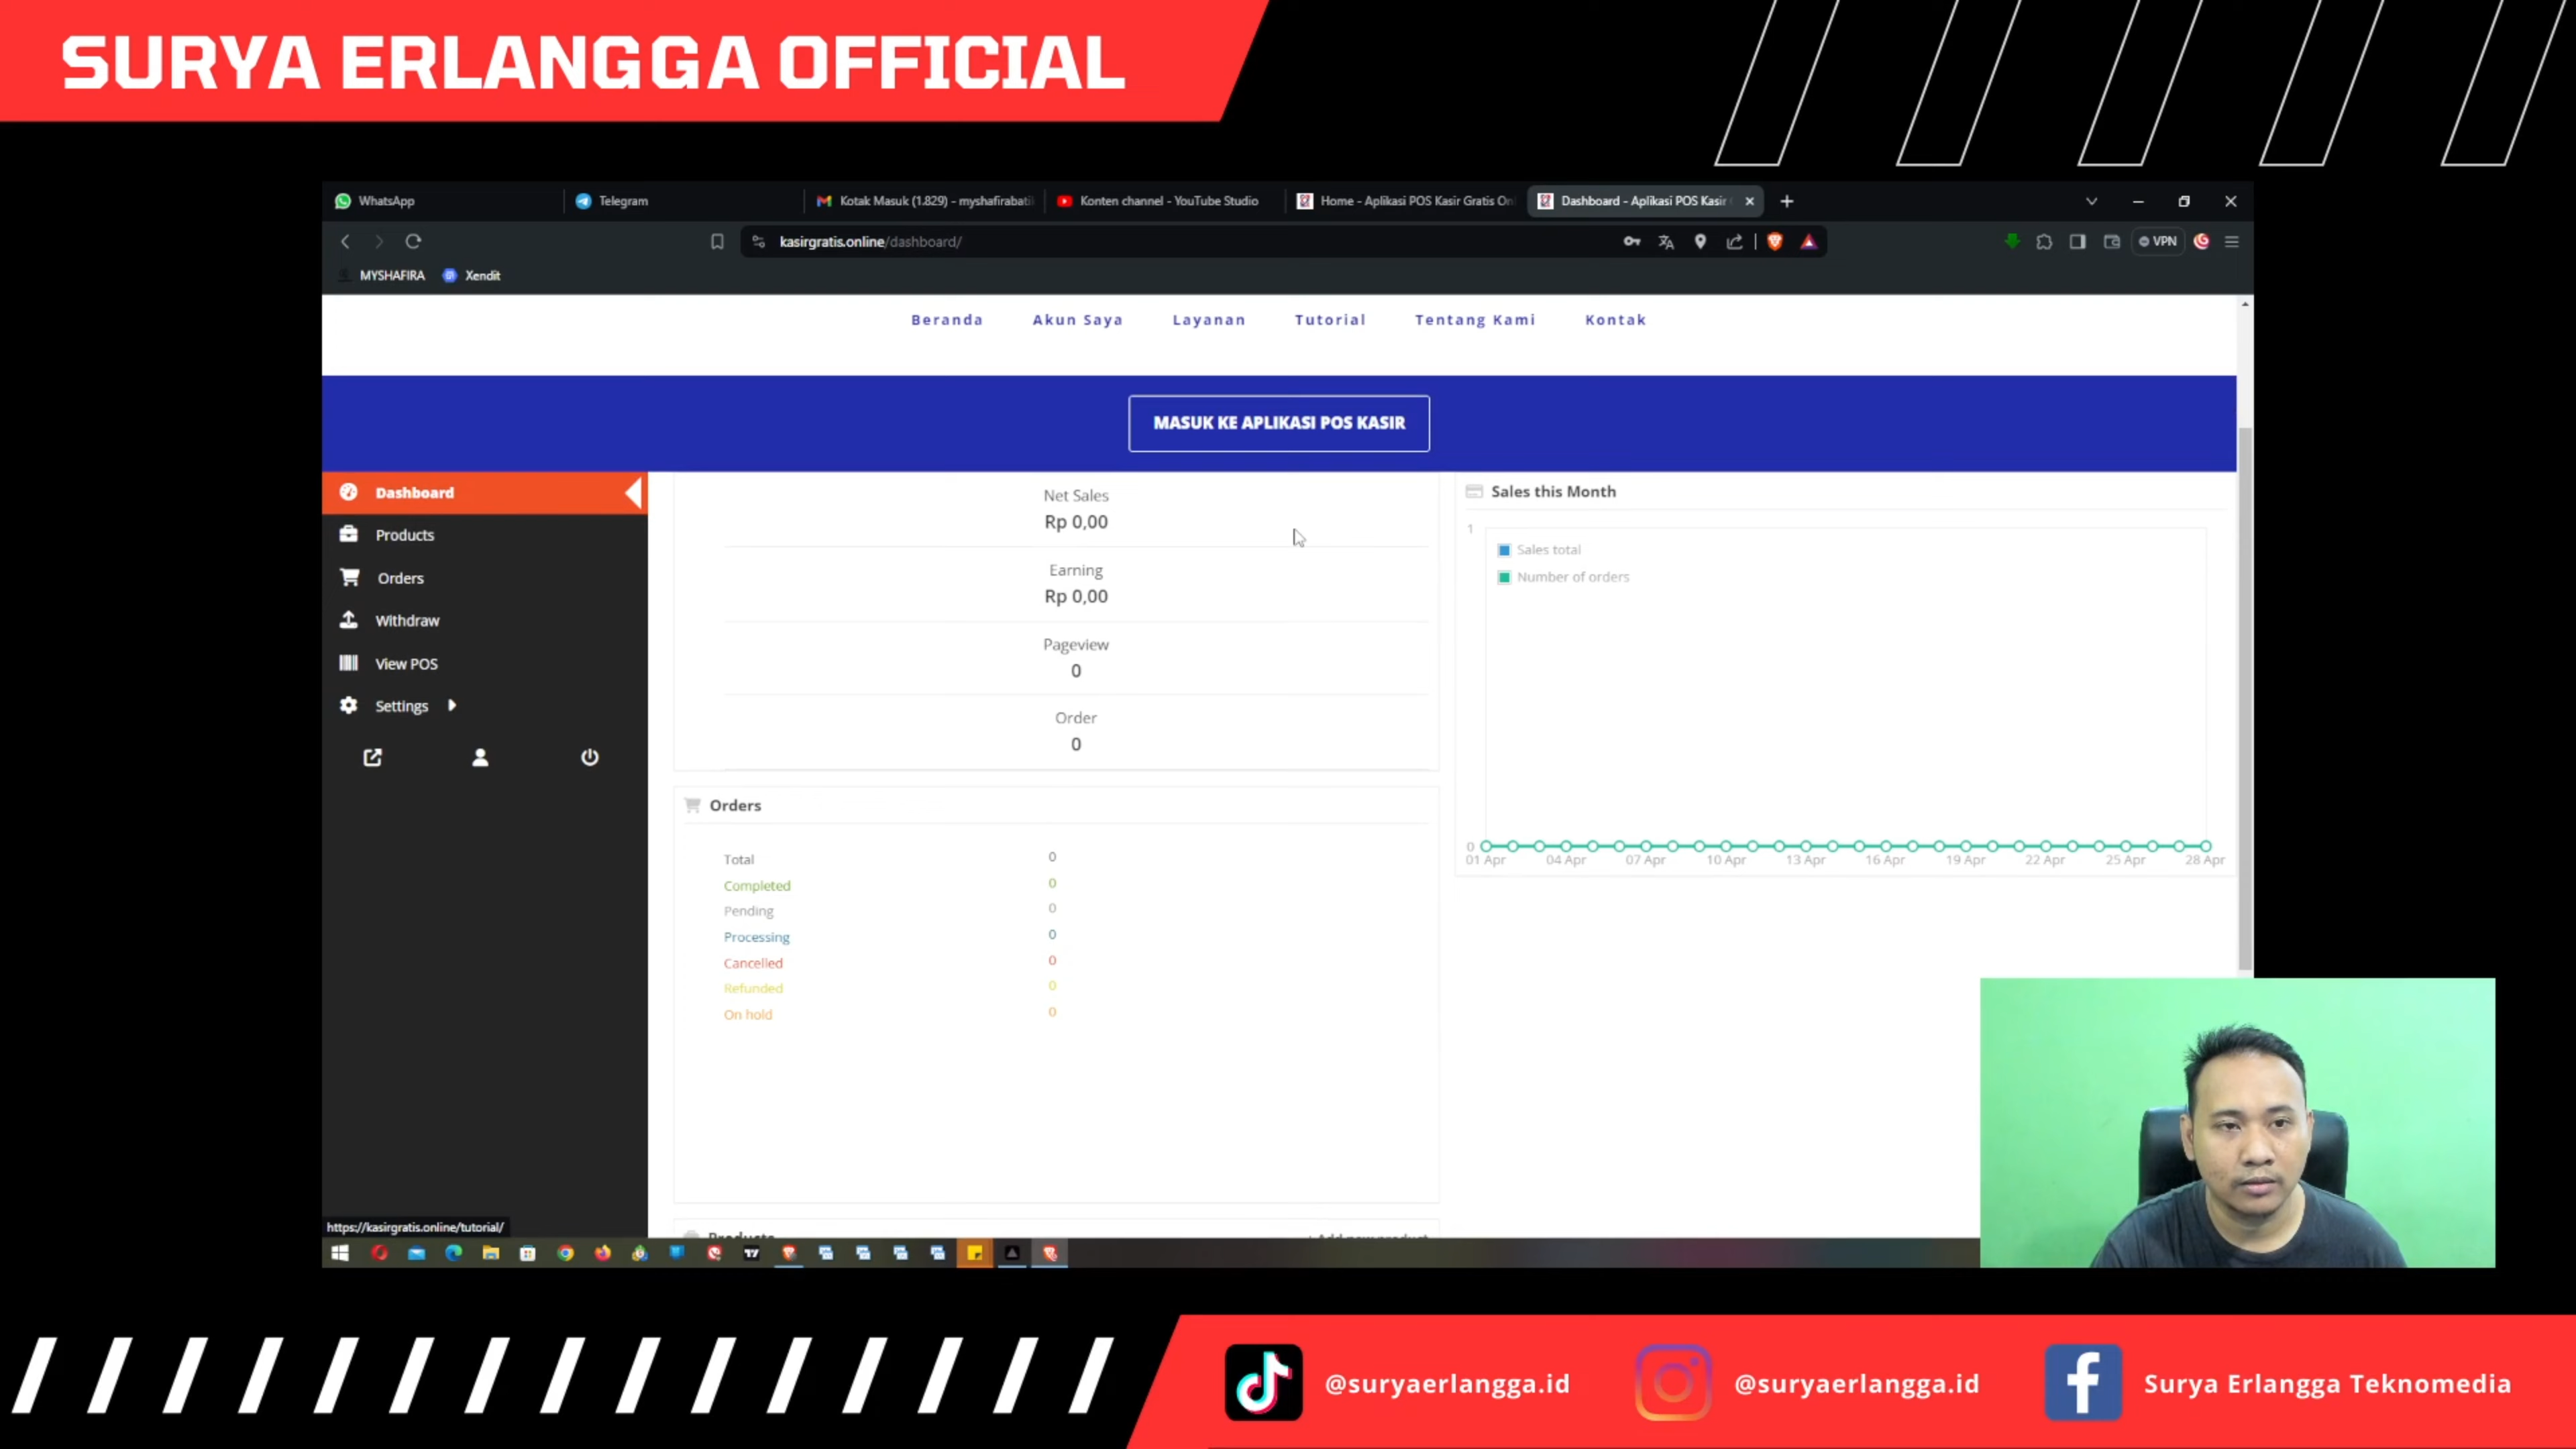 SURYA ERLANGGA OFFICIAL
WhatsApp
Telegram
Kotak Masuk (1.829) - myshafirabati
Konten channel - YouTube Studio
Home - Aplikasi POS Kasir Gratis On
Dashboard - Aplikasi POS Kasir
kasirgratis.online/dashboard/
VPN
MYSHAFIRA
Xendit
Beranda
Akun Saya
Layanan
Tutorial
Tentang Kami
Kontak
MASUK KE APLIKASI POS KASIR
Dashboard
Products
Orders
Withdraw
View POS
Settings
Net Sales
Rp 0,00
Earning
Rp 0,00
Pageview
0
Order
0
Orders
Total 0
Completed 0
Pending 0
Processing 0
Cancelled 0
Refunded 0
On hold 0
Sales this Month
1
Sales total
Number of orders
0
01 Apr 04 Apr 07 Apr 10 Apr 13 Apr 16 Apr 19 Apr 22 Apr 25 Apr 28 Apr
Products
+ Add new product
https://kasirgratis.online/tutorial/
@suryaerlangga.id
@suryaerlangga.id
Surya Erlangga Teknomedia